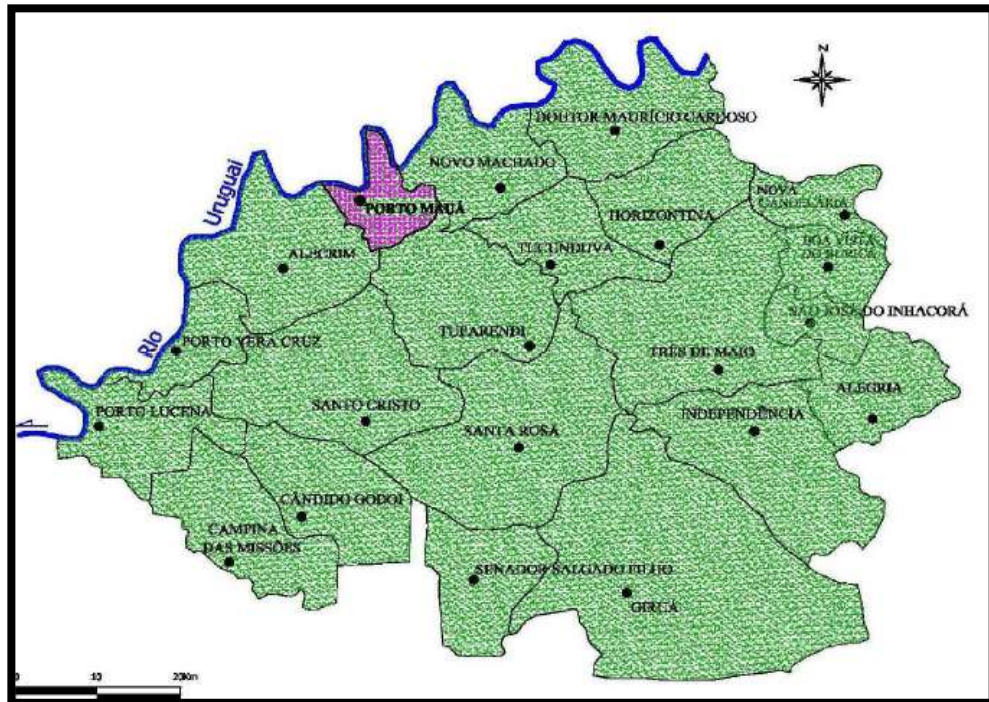 N
DOUTOR MAURÍCIO CARDOSO
NOVO MACHADO
Uruguai
NOVA
CANDELÁRIA
PORTO MAUÁ
HORIZONTINA
BOA VISTA
DO BURICÁ
ALEGRIM
TUCUNDUVA
SÃO JOSÉ DO INHACORÁ
Rio
PORTO VERA CRUZ
TUPARENDI
TRÊS DE MAIO
ALEGRIA
PORTO LUCENA
SANTO CRISTO
SANTA ROSA
INDEPENDÊNCIA
CÂNDIDO GODOI
CAMPINA
DAS MISSÕES
SENADOR SALGADO FILHO
GIRUÁ
0 10 20Km